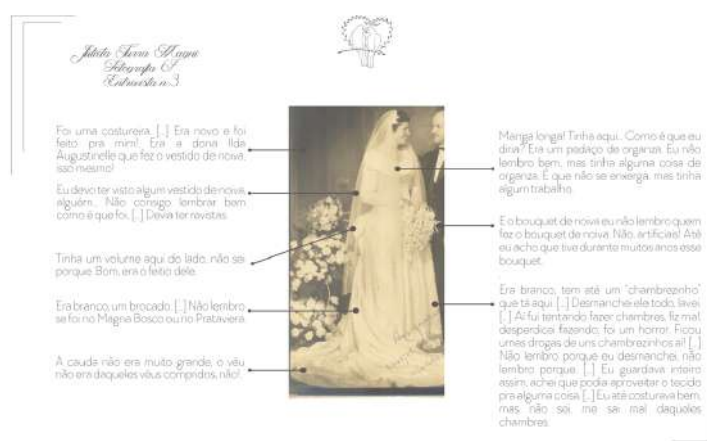 Julieta Turra Magni
Fotografia &
Entrevista n.3
Foi uma costureira. [...] Era novo e foi
feito pra mim! Era a dona Ilda
Augustinelle que fez o vestido de noiva,
isso mesmo!
Eu devo ter visto algum vestido de noiva,
alguém... Não consigo lembrar bem
como é que foi. [...] Devia ter revistas.
Tinha um volume aqui do lado, não sei
porque. Bom, era o feitio dele.
Era branco, um brocado. [...] Não lembro
se foi no Magna Bosco ou no Prataviera.
A cauda não era muito grande, o véu
não era daqueles véus compridos, não!.
Manga longa! Tinha aqui... Como é que eu
diria? Era um pedaço de organza. Eu não
lembro bem, mas tinha alguma coisa de
organza. É que não se enxerga, mas tinha
algum trabalho.
E o bouquet de noiva eu não lembro quem
fez o bouquet de noiva. Não, artificiais! Até
eu acho que tive durante muitos anos esse
bouquet.
Era branco, tem até um "chambrezinho"
que tá aqui. [...] Desmanchei ele todo, lavei.
[...] Aí fui tentando fazer chambres, fiz mal,
desperdicei fazendo, foi um horror. Ficou
umas drogas de uns chambrezinhos aí! [...]
Não lembro porque eu desmanchei, não
lembro porque. [...] Eu guardava inteiro
assim, achei que podia aproveitar o tecido
pra alguma coisa. [...] Eu até costurava bem,
mas não sei, me saí mal daqueles
chambres.